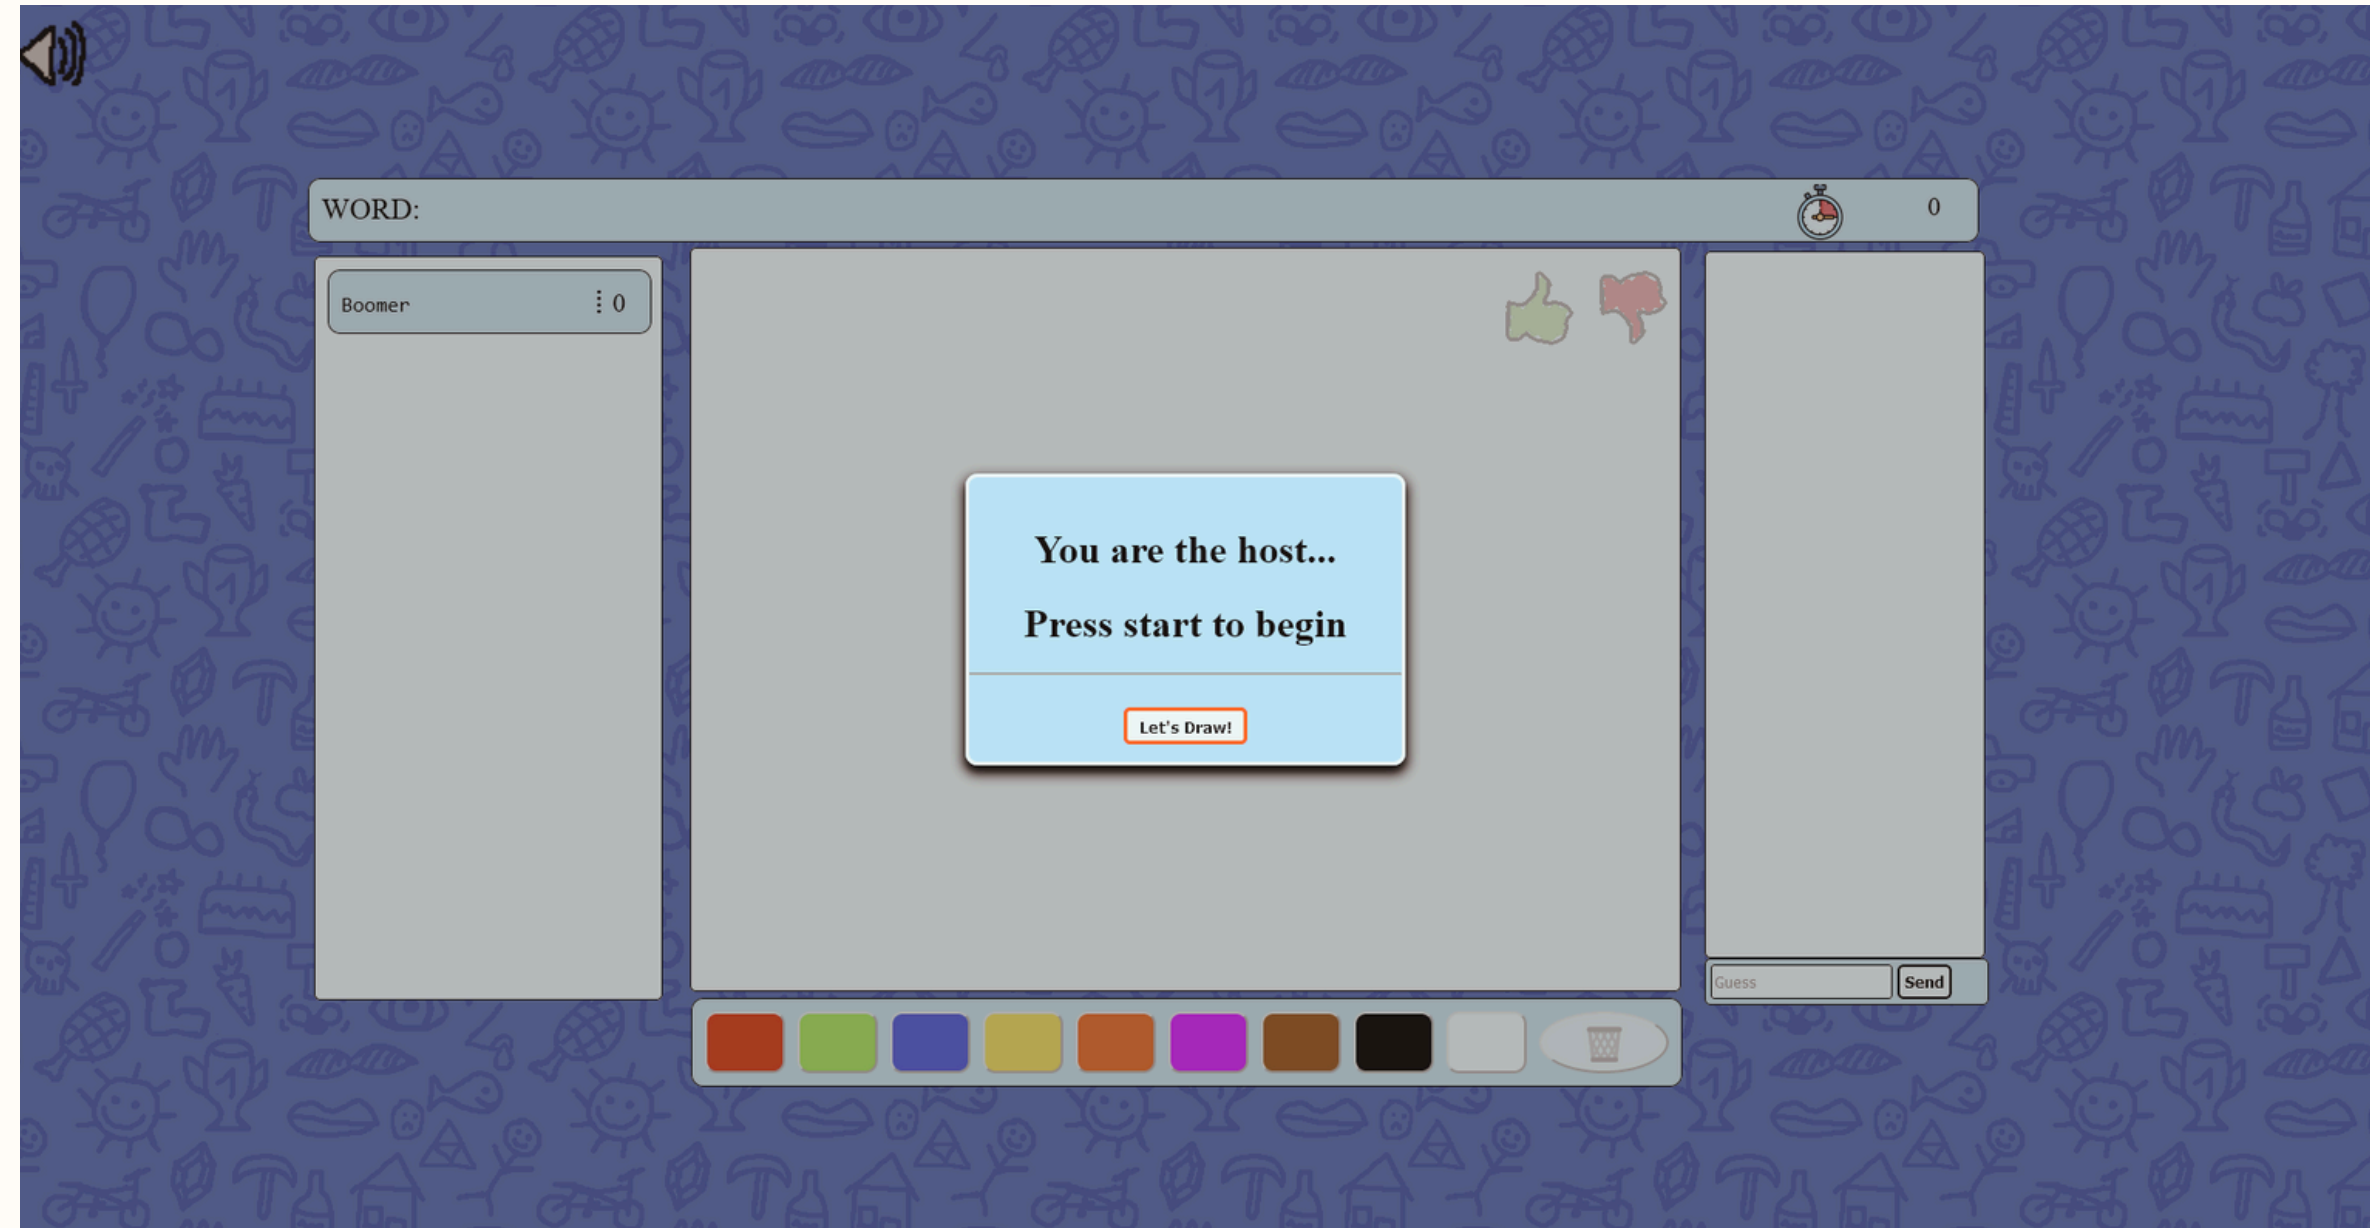 WORD:
0
Boomer
0
You are the host...
Press start to begin
Let's Draw!
Guess
Send